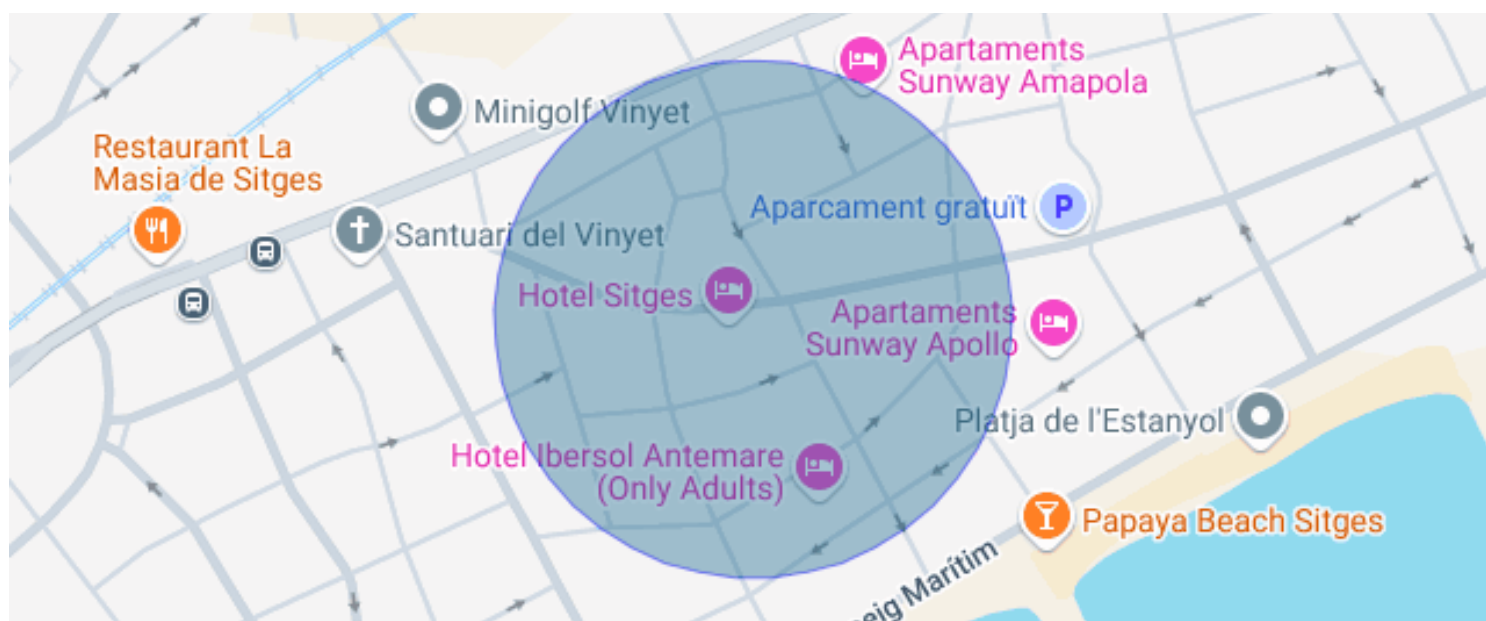 Apartaments
Sunway Amapola
Minigolf Vinyet
Restaurant La
Masia de Sitges
Aparcament gratuït
P
Santuari del Vinyet
Hotel Sitges
Apartaments
Sunway Apollo
Platja de l'Estanyol
Hotel Ibersol Antemare
(Only Adults)
Papaya Beach Sitges
eig Marítim